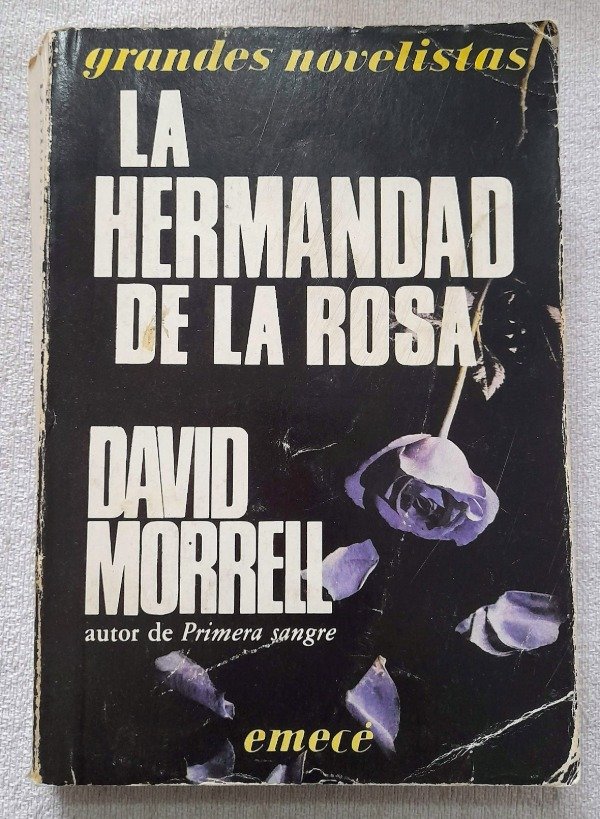 grandes novelistas
LA
HERMANDAD
DE LA ROSA
DAVID
MORRELL
autor de Primera sangre
emecé